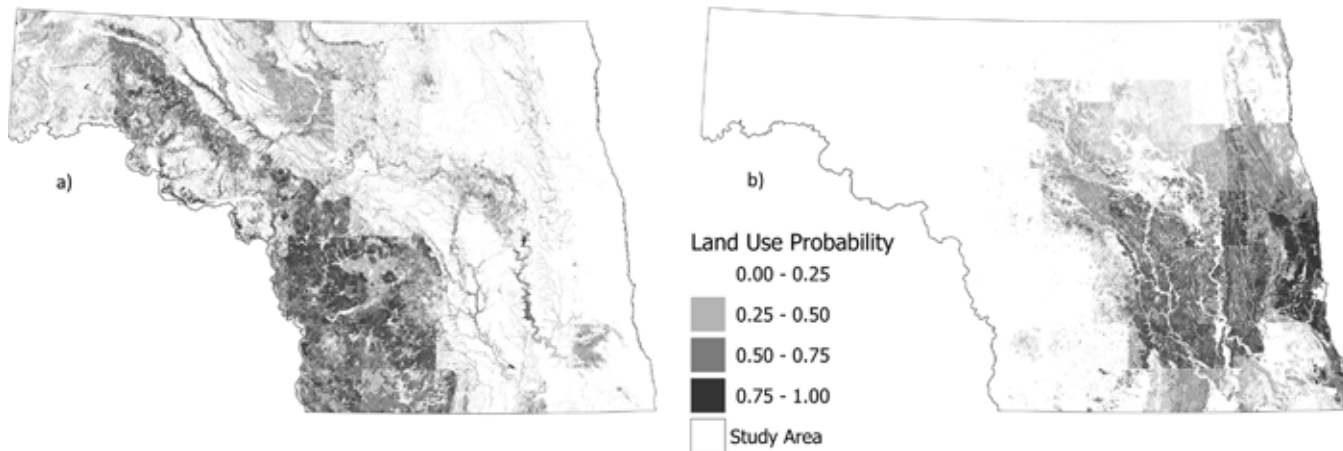 a)
b)
Land Use Probability
0.00 - 0.25
0.25 - 0.50
0.50 - 0.75
0.75 - 1.00
Study Area